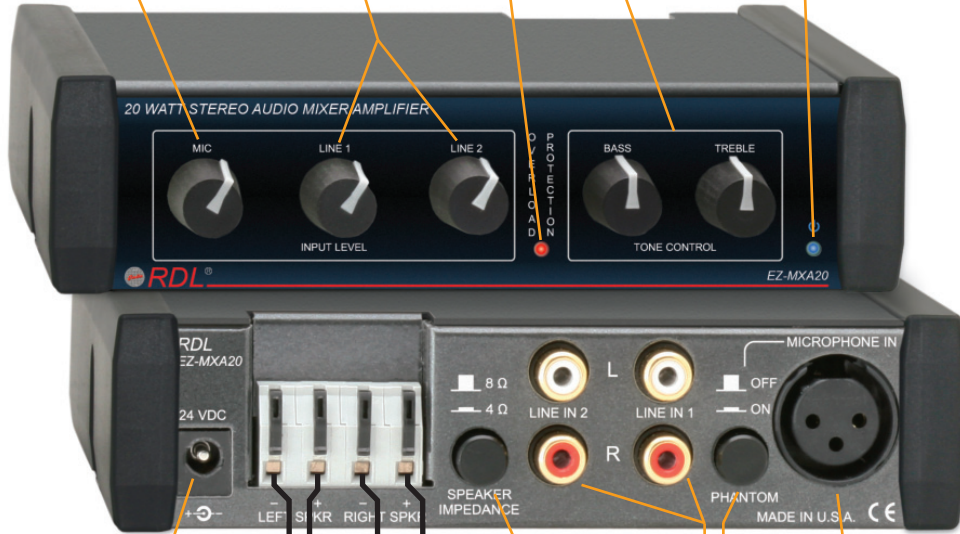 20 WATT STEREO AUDIO MIXER AMPLIFIER
MIC LINE 1 LINE 2
INPUT LEVEL
OVERLOAD
PROTECTION
BASS TREBLE
TONE CONTROL
RDL®
EZ-MXA20
RDL
EZ-MXA20
24 VDC
- + - +
LEFT SPKR RIGHT SPKR
8 Ω
4 Ω
SPEAKER
IMPEDANCE
L
LINE IN 2 LINE IN 1
R
OFF
ON
PHANTOM
MICROPHONE IN
MADE IN U.S.A. CE